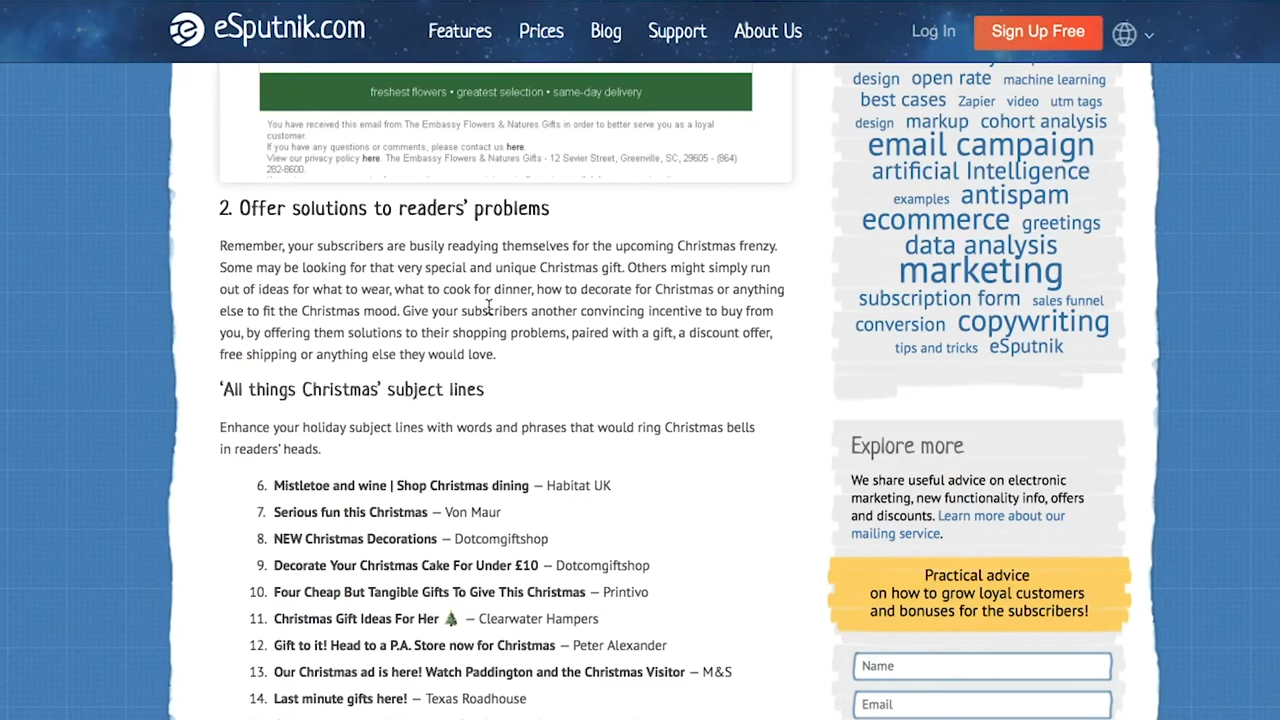 eSputnik.com
Features
Prices
Blog
Support
About Us
Log In
Sign Up Free
freshest flowers • greatest selection • same-day delivery
You have received this email from The Embassy Flowers & Natures Gifts in order to better serve you as a loyal
customer.
If you have any questions or comments, please contact us here.
View our privacy policy here. The Embassy Flowers & Natures Gifts - 12 Sevier Street, Greenville, SC, 29605 - (864)
282-8600.
2. Offer solutions to readers’ problems
Remember, your subscribers are busily readying themselves for the upcoming Christmas frenzy.
Some may be looking for that very special and unique Christmas gift. Others might simply run
out of ideas for what to wear, what to cook for dinner, how to decorate for Christmas or anything
else to fit the Christmas mood. Give your subscribers another convincing incentive to buy from
you, by offering them solutions to their shopping problems, paired with a gift, a discount offer,
free shipping or anything else they would love.
‘All things Christmas’ subject lines
Enhance your holiday subject lines with words and phrases that would ring Christmas bells
in readers’ heads.
6. Mistletoe and wine | Shop Christmas dining — Habitat UK
7. Serious fun this Christmas — Von Maur
8. NEW Christmas Decorations — Dotcomgiftshop
9. Decorate Your Christmas Cake For Under £10 — Dotcomgiftshop
10. Four Cheap But Tangible Gifts To Give This Christmas — Printivo
11. Christmas Gift Ideas For Her 🎄 — Clearwater Hampers
12. Gift to it! Head to a P.A. Store now for Christmas — Peter Alexander
13. Our Christmas ad is here! Watch Paddington and the Christmas Visitor — M&S
14. Last minute gifts here! — Texas Roadhouse
design open rate machine learning
best cases Zapier video utm tags
design markup cohort analysis
email campaign
artificial Intelligence
examples antispam
ecommerce greetings
data analysis
marketing
subscription form sales funnel
conversion copywriting
tips and tricks eSputnik
Explore more
We share useful advice on electronic
marketing, new functionality info, offers
and discounts. Learn more about our
mailing service.
Practical advice
on how to grow loyal customers
and bonuses for the subscribers!
Name
Email